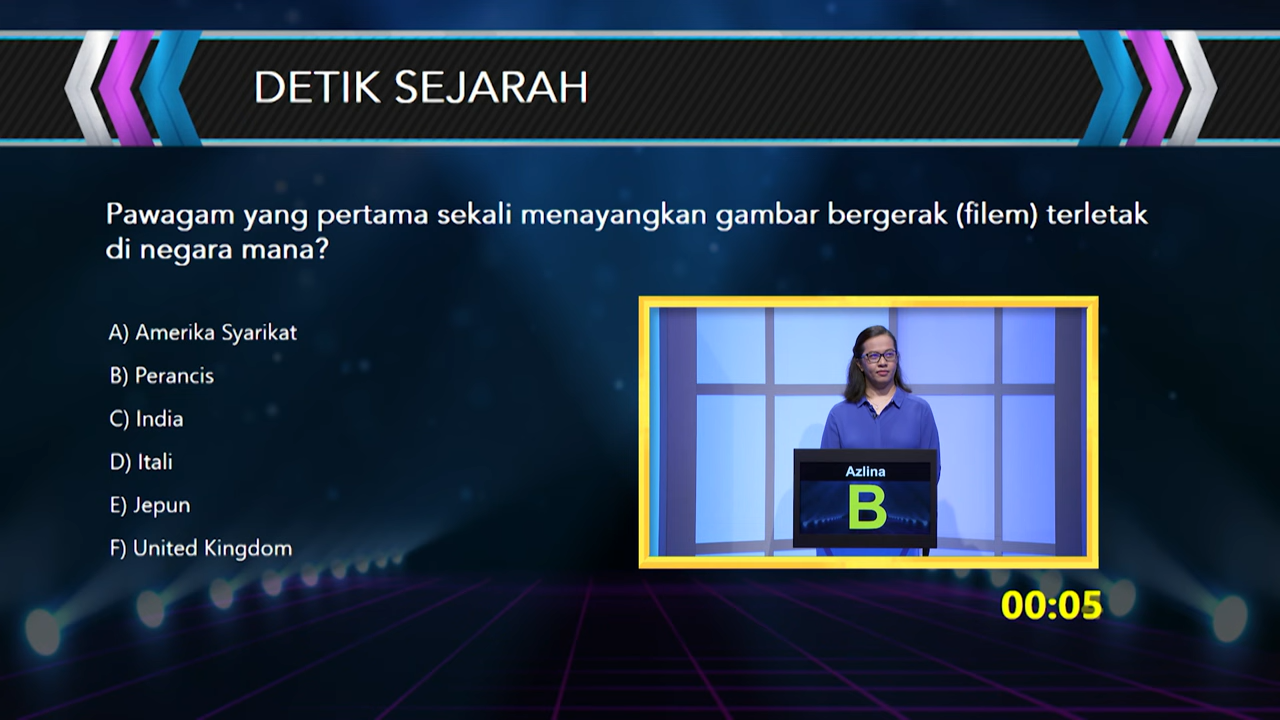 DETIK SEJARAH
Pawagam yang pertama sekali menayangkan gambar bergerak (filem) terletak
di negara mana?
A) Amerika Syarikat
B) Perancis
C) India
D) Itali
E) Jepun
F) United Kingdom
Azlina
B
00:05